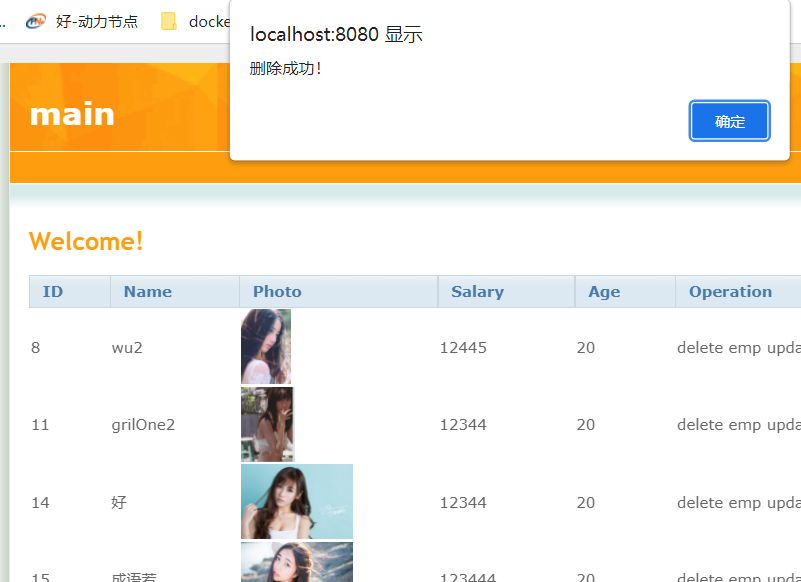 .. 好-动力节点 docke
localhost:8080 显示
删除成功!
确定
main
Welcome!
ID Name Photo Salary Age Operation
8 wu2 12445 20 delete emp upda
11 grilOne2 12344 20 delete emp upda
14 好 12344 20 delete emp upda
15 成语若 123444 20 delete emp upda